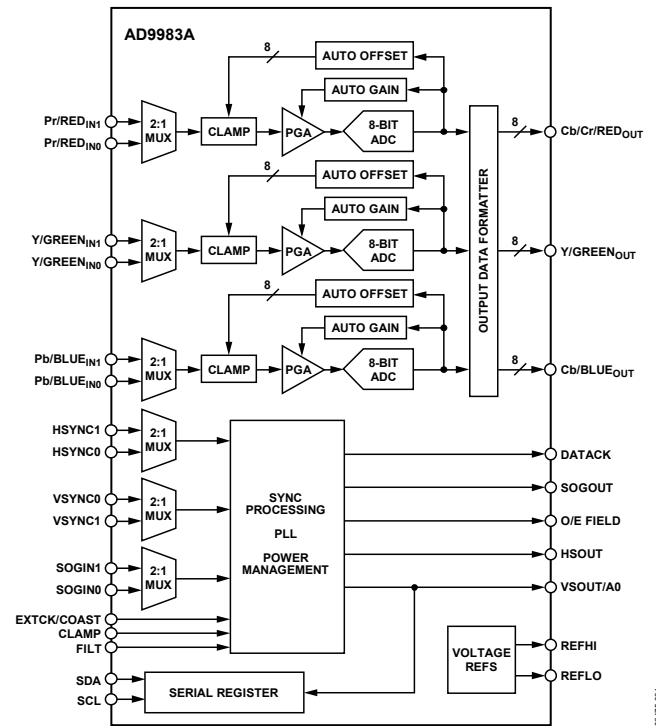 AD9983A
8
AUTO OFFSET
AUTO GAIN
Pr/RED_IN1
Pr/RED_IN0
2:1
MUX
CLAMP
PGA
8-BIT
ADC
8
Cb/Cr/RED_OUT
8
AUTO OFFSET
AUTO GAIN
Y/GREEN_IN1
Y/GREEN_IN0
2:1
MUX
CLAMP
PGA
8-BIT
ADC
OUTPUT DATA FORMATTER
8
Y/GREEN_OUT
8
AUTO OFFSET
AUTO GAIN
Pb/BLUE_IN1
Pb/BLUE_IN0
2:1
MUX
CLAMP
PGA
8-BIT
ADC
8
Cb/BLUE_OUT
HSYNC1
HSYNC0
2:1
MUX
VSYNC0
VSYNC1
2:1
MUX
SOGIN1
SOGIN0
2:1
MUX
EXTCK/COAST
CLAMP
FILT
SYNC
PROCESSING
PLL
POWER
MANAGEMENT
DATACK
SOGOUT
O/E FIELD
HSOUT
VSOUT/A0
SDA
SCL
SERIAL REGISTER
VOLTAGE
REFS
REFHI
REFLO